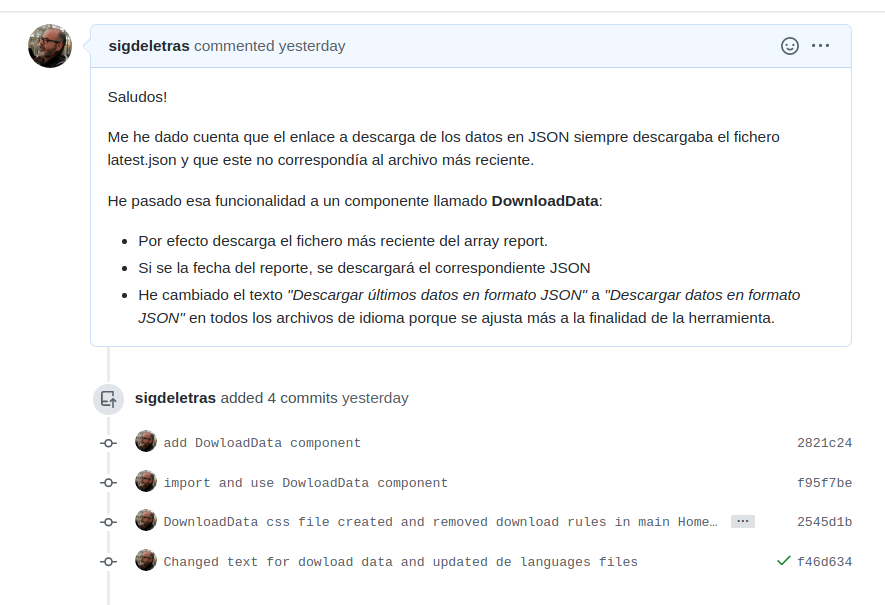 sigdeletras commented yesterday
Saludos!
Me he dado cuenta que el enlace a descarga de los datos en JSON siempre descargaba el fichero
latest.json y que este no correspondía al archivo más reciente.
He pasado esa funcionalidad a un componente llamado DownloadData:
Por efecto descarga el fichero más reciente del array report.
Si se la fecha del reporte, se descargará el correspondiente JSON
He cambiado el texto "Descargar últimos datos en formato JSON" a "Descargar datos en formato
JSON" en todos los archivos de idioma porque se ajusta más a la finalidad de la herramienta.
sigdeletras added 4 commits yesterday
add DowloadData component 2821c24
import and use DowloadData component f95f7be
DownloadData css file created and removed download rules in main Home… 2545d1b
Changed text for dowload data and updated de languages files f46d634